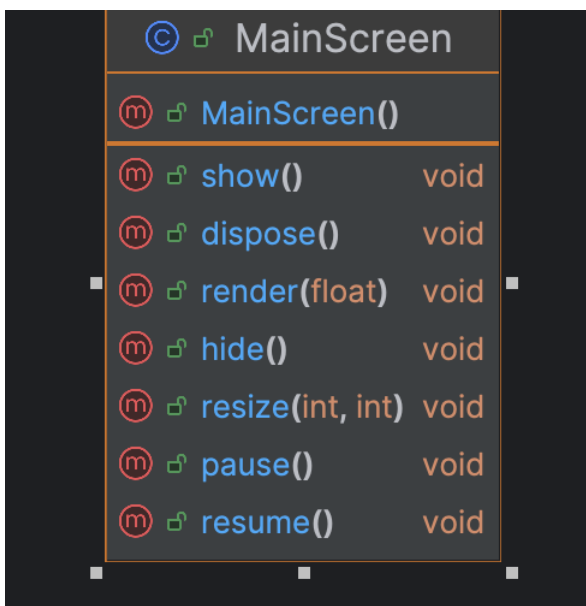 MainScreen
MainScreen()
show() void
dispose() void
render(float) void
hide() void
resize(int, int) void
pause() void
resume() void